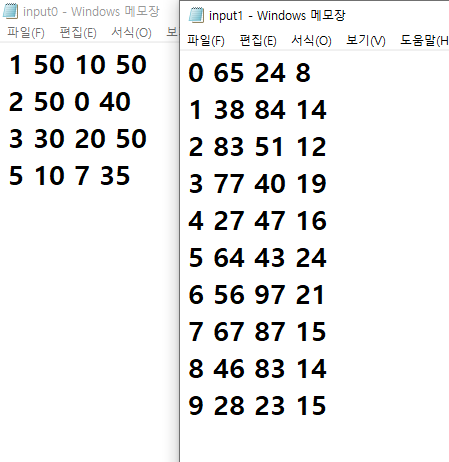 input0 - Windows 메모장
파일(F) 편집(E) 서식(O)
1 50 10 50
2 50 0 40
3 30 20 50
5 10 7 35
input1 - Windows 메모장
파일(F) 편집(E) 서식(O) 보기(V) 도움말(H
0 65 24 8
1 38 84 14
2 83 51 12
3 77 40 19
4 27 47 16
5 64 43 24
6 56 97 21
7 67 87 15
8 46 83 14
9 28 23 15